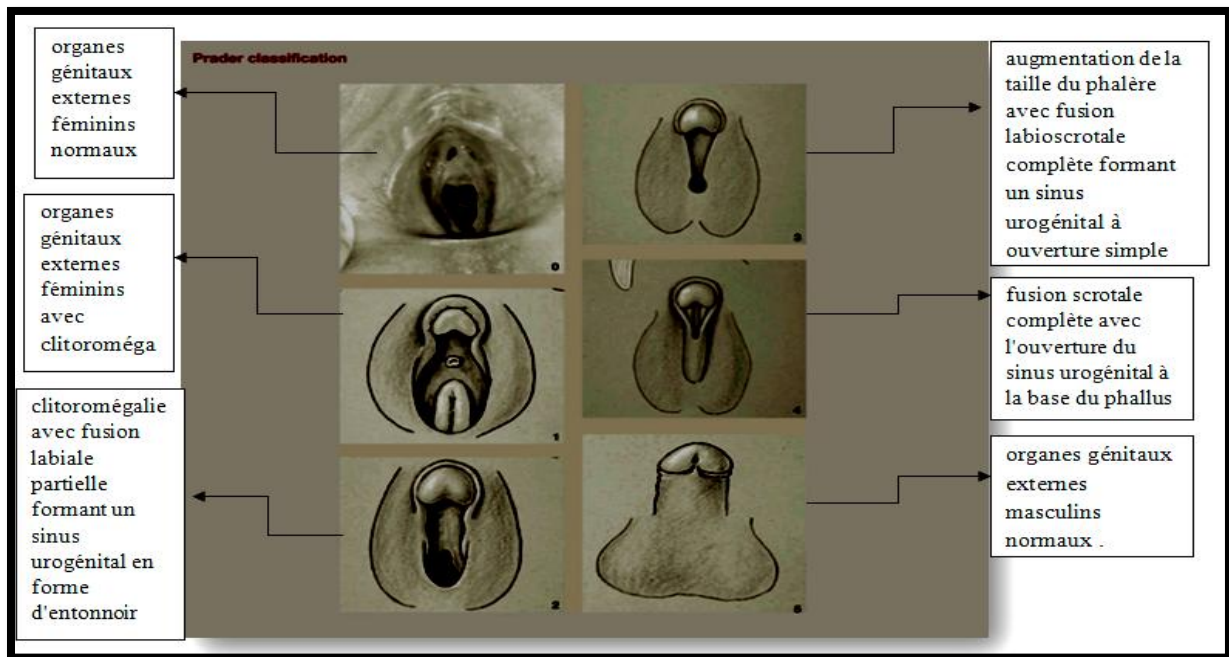 Prader classification
organes
génitaux
externes
féminins
normaux
0
organes
génitaux
externes
féminins
avec
clitoroméga
1
clitoromégalie
avec fusion
labiale
partielle
formant un
sinus
urogénital en
forme
d'entonnoir
2
augmentation de la
taille du phalère
avec fusion
labioscrotale
complète formant
un sinus
urogénital à
ouverture simple
3
fusion scrotale
complète avec
l'ouverture du
sinus urogénital à
la base du phallus
4
organes génitaux
externes
masculins
normaux .
5